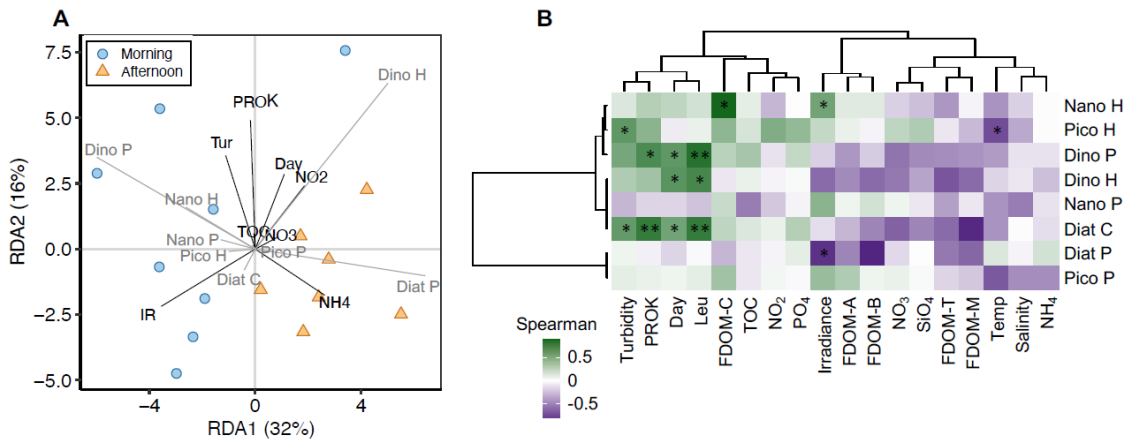 A
Morning
Afternoon
7.5
5.0
2.5
0.0
−2.5
−5.0
RDA2 (16%)
Dino H
PROK
Tur
Day
NO2
Dino P
Nano H
TOC
NO3
Nano P
Pico H
Pico P
Diat C
Diat P
NH4
IR
−4
0
4
RDA1 (32%)
B
* * Nano H
* * Pico H
* * ** Dino P
* * Dino H
Nano P
* ** * ** Diat C
* Diat P
Pico P
Turbidity
PROK
Day
Leu
FDOM-C
TOC
NO2
PO4
Irradiance
FDOM-A
FDOM-B
NO3
SiO4
FDOM-T
FDOM-M
Temp
Salinity
NH4
Spearman
0.5
0
-0.5